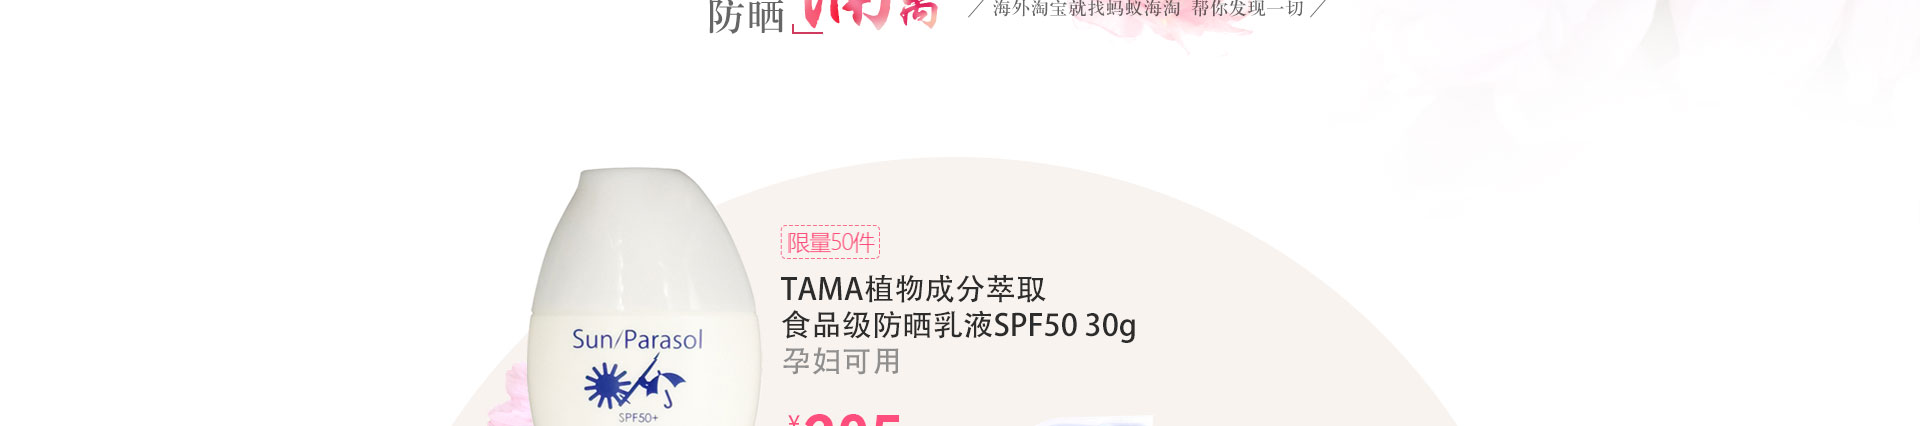 防晒
╱ 海外淘宝就找蚂蚁海淘 帮你发现一切 ╱
限量50件
TAMA植物成分萃取
食品级防晒乳液SPF50 30g
孕妇可用
Sun/Parasol
SPF50+
¥